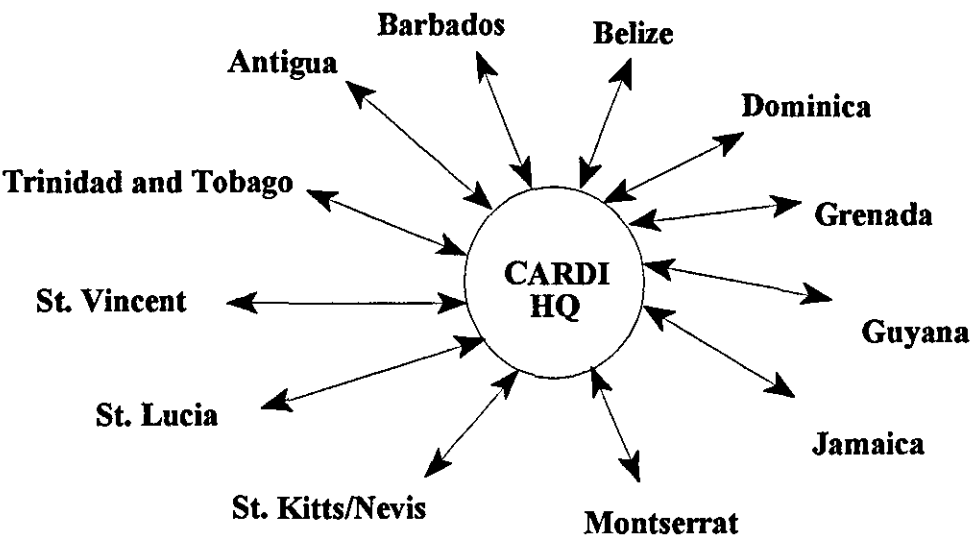 Barbados
Belize
Antigua
Dominica
Trinidad and Tobago
Grenada
CARDI
HQ
St. Vincent
Guyana
St. Lucia
Jamaica
St. Kitts/Nevis
Montserrat